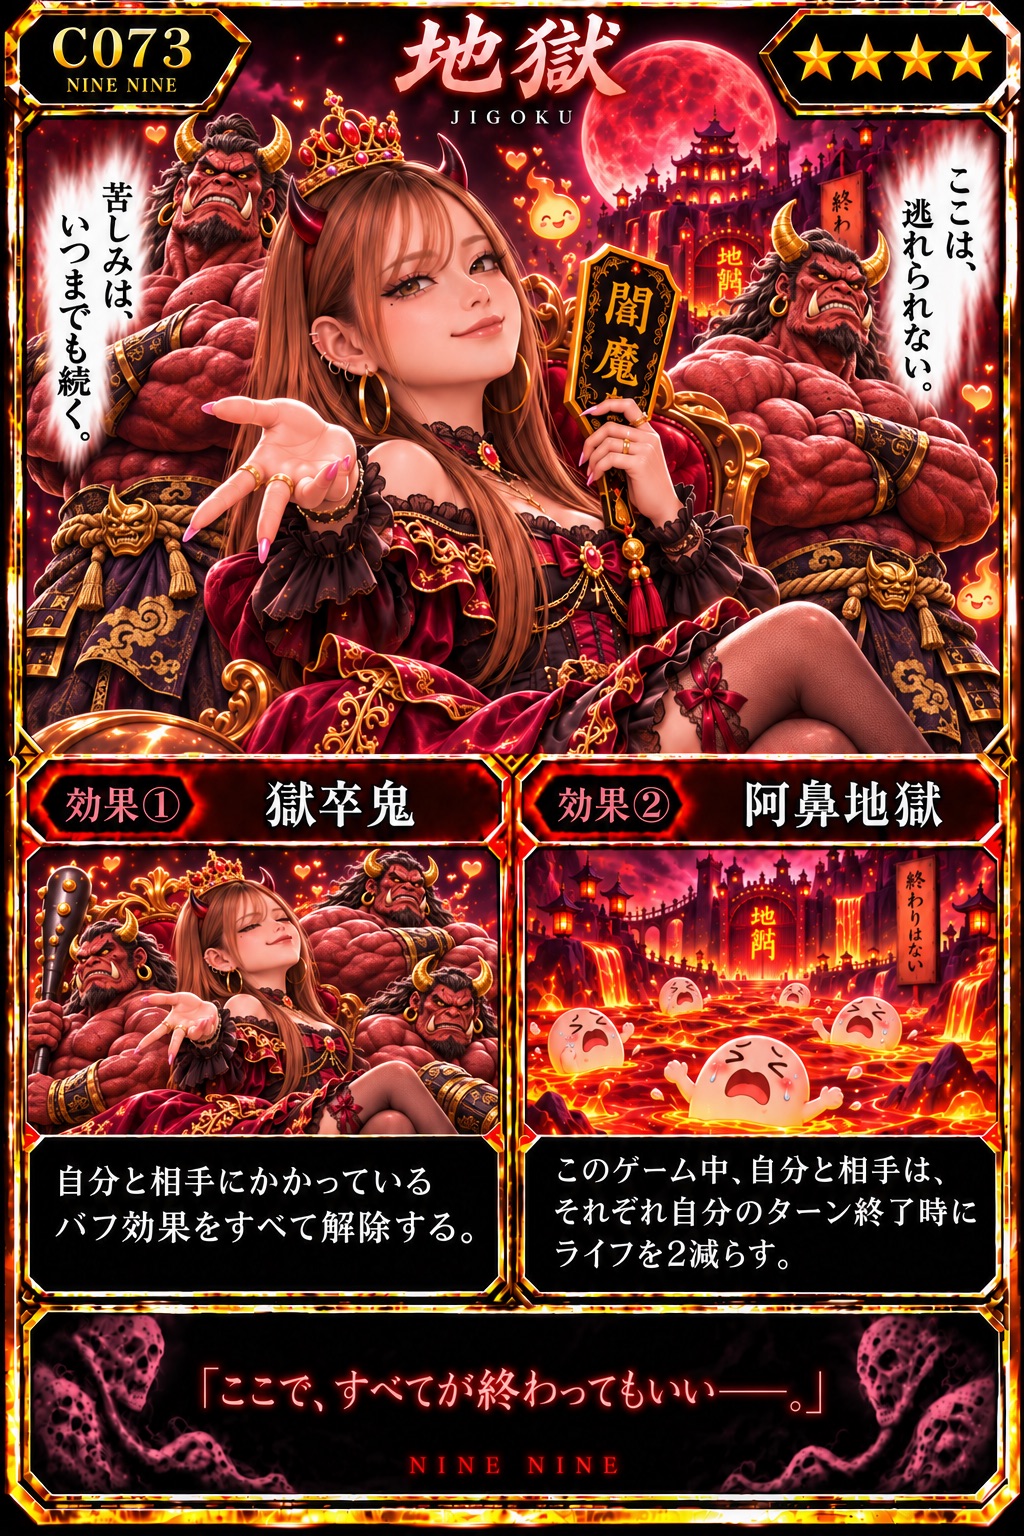 C073
NINE NINE
地獄
JIGOKU
ここは、
逃れられない。
苦しみは、
いつまでも続く。
終わ
地
魔
効果①
獄卒鬼
効果②
阿鼻地獄
地
終わりはない
自分と相手にかかっている
バフ効果をすべて解除する。
このゲーム中、自分と相手は、
それぞれ自分のターン終了時に
ライフを2減らす。
「ここで、すべてが終わってもいい――。」
NINE NINE